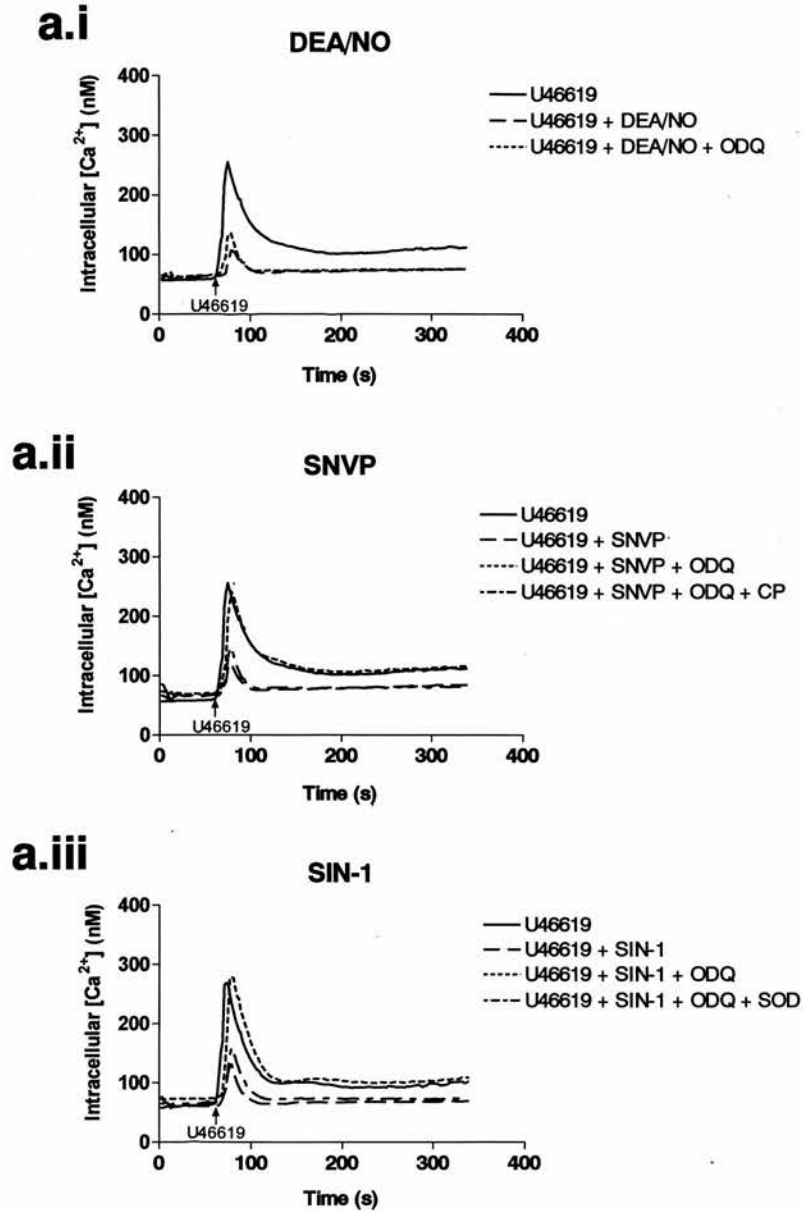 a.i
DEA/NO
400
300
200
100
0
Intracellular [Ca²⁺] (nM)
U46619
0
100
200
300
400
Time (s)
U46619
U46619 + DEA/NO
U46619 + DEA/NO + ODQ
a.ii
SNVP
400
300
200
100
0
Intracellular [Ca²⁺] (nM)
U46619
0
100
200
300
400
Time (s)
U46619
U46619 + SNVP
U46619 + SNVP + ODQ
U46619 + SNVP + ODQ + CP
a.iii
SIN-1
400
300
200
100
0
Intracellular [Ca²⁺] (nM)
U46619
0
100
200
300
400
Time (s)
U46619
U46619 + SIN-1
U46619 + SIN-1 + ODQ
U46619 + SIN-1 + ODQ + SOD